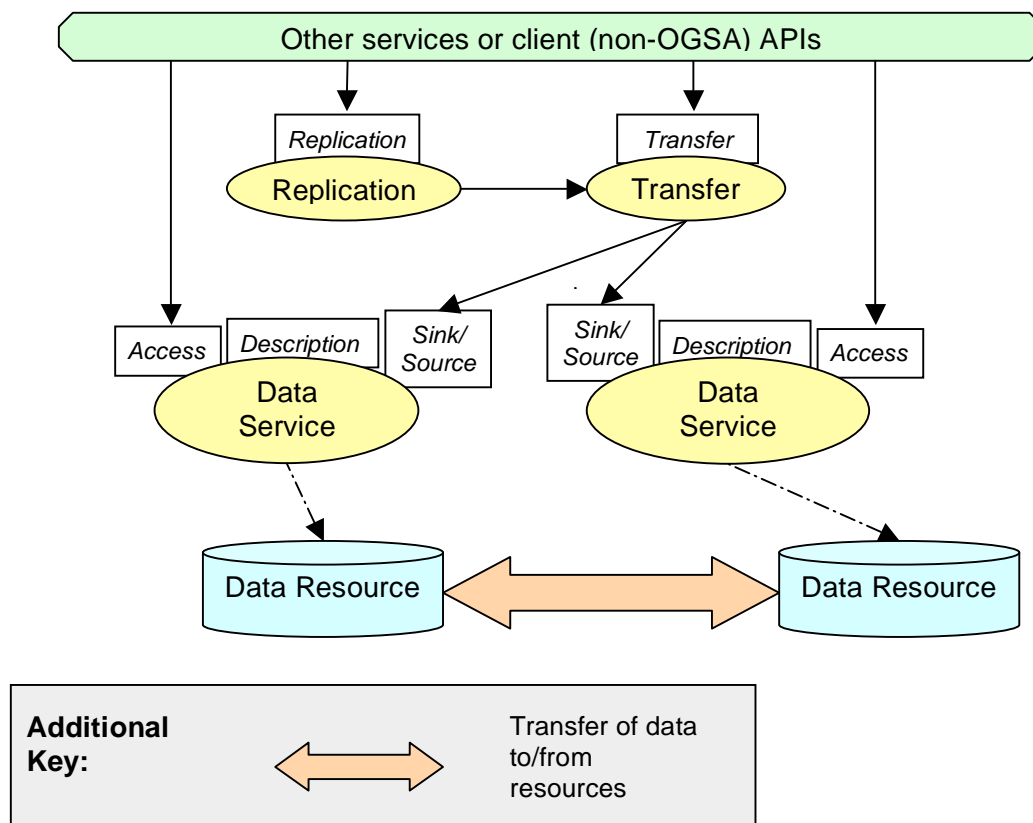 Other services or client (non-OGSA) APIs
Replication
Transfer
Replication
Transfer
Access
Description
Sink/
Source
Sink/
Source
Description
Access
Data
Service
Data
Service
Data Resource
Data Resource
Additional
Key:
Transfer of data
to/from
resources